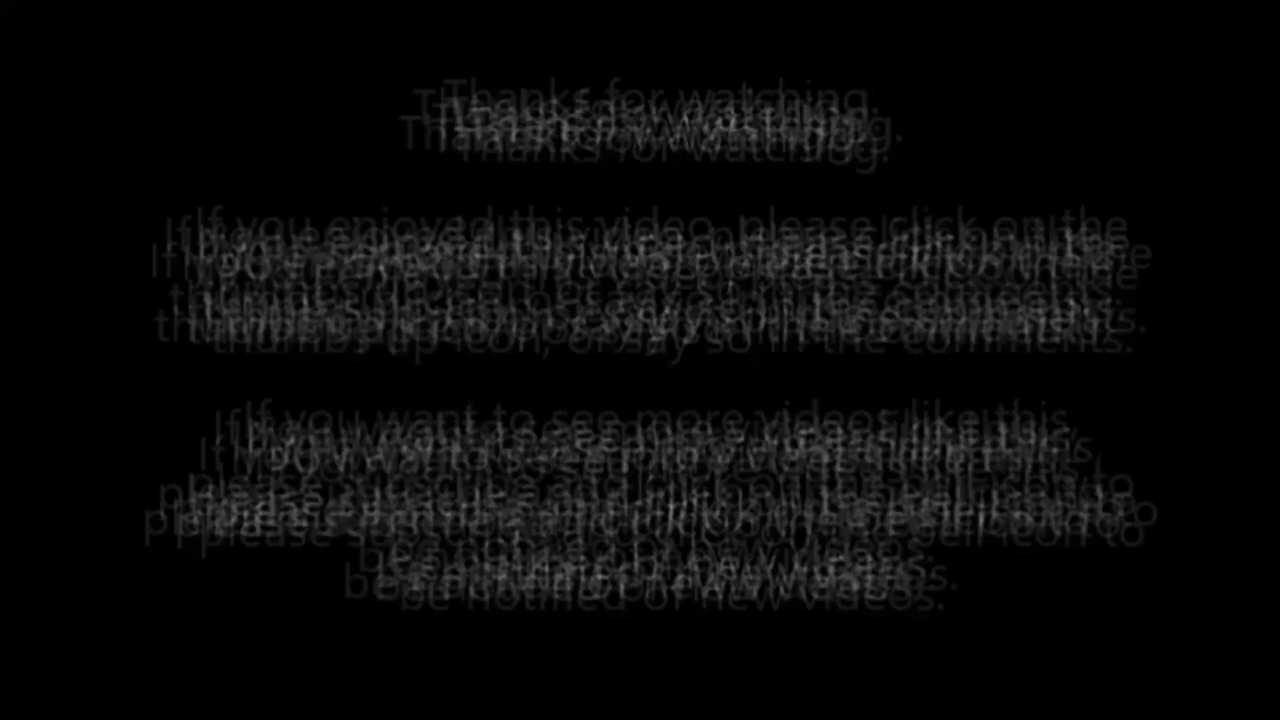 Thanks for watching.
If you enjoyed this video, please click on the
thumbs up icon, or say so in the comments.
If you want to see more videos like this,
please subscribe and click on the bell icon to
be notified of new videos.